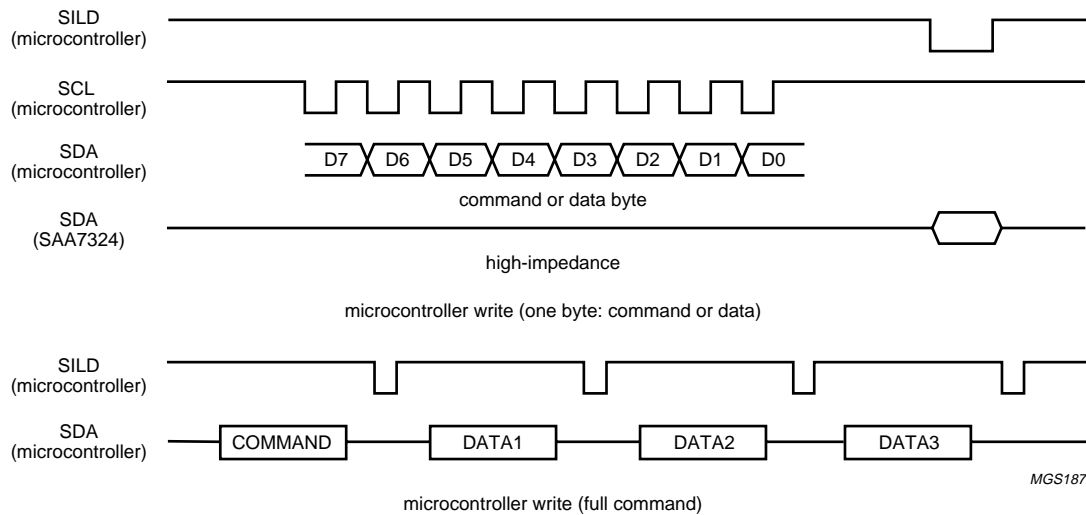 SILD
(microcontroller)
SCL
(microcontroller)
SDA
(microcontroller)
D7 D6 D5 D4 D3 D2 D1 D0
command or data byte
SDA
(SAA7324)
high-impedance
microcontroller write (one byte: command or data)
SILD
(microcontroller)
SDA
(microcontroller)
COMMAND DATA1 DATA2 DATA3
MGS187
microcontroller write (full command)